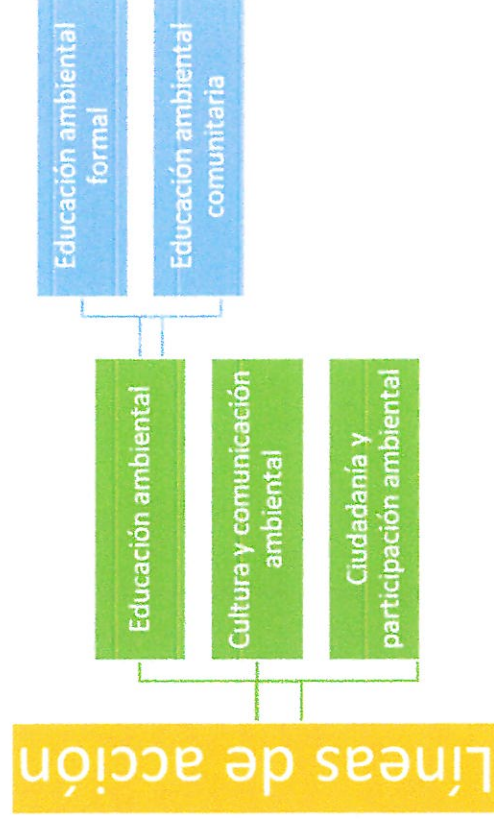 Líneas de acción
Educación ambiental
Cultura y comunicación
ambiental
Ciudadanía y
participación ambiental
Educación ambiental
formal
Educación ambiental
comunitaria